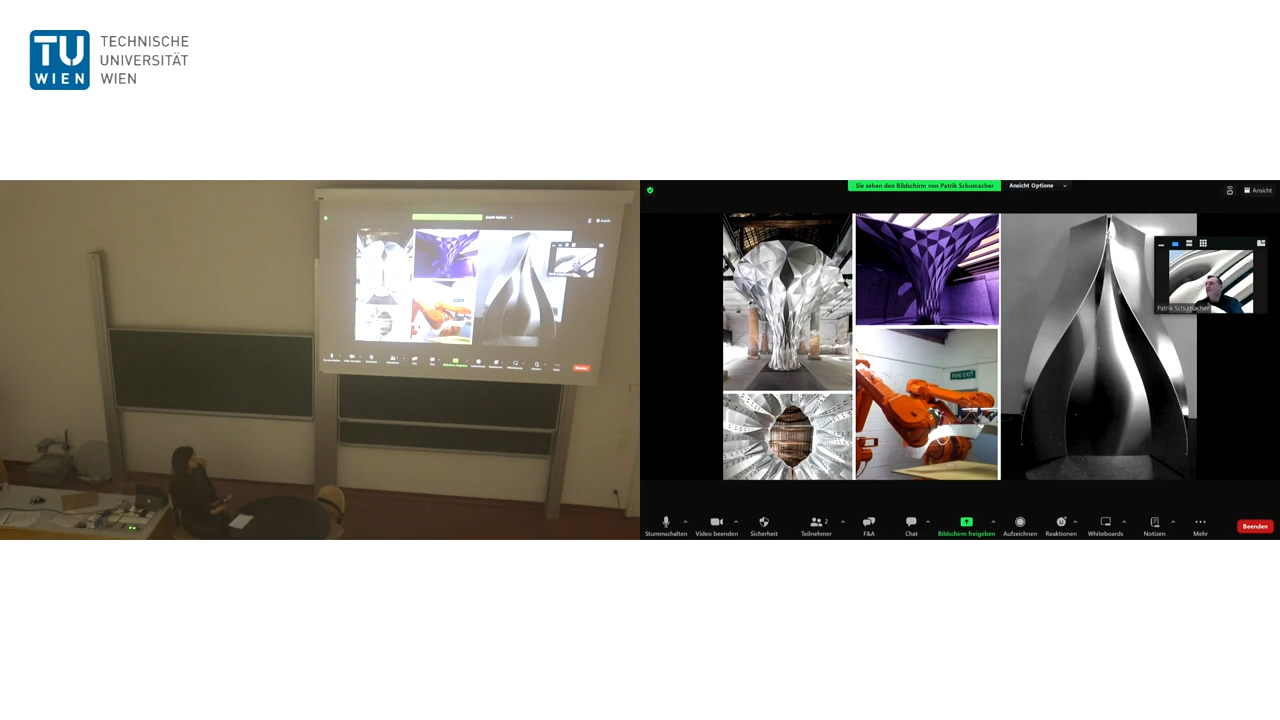 TU
WIEN
TECHNISCHE
UNIVERSITÄT
WIEN
Sie sehen den Bildschirm von Patrik Schumacher
Ansicht Optione
Ansicht
Patrik Schumacher
FIRE EXIT
Stummschalten
Video beenden
Sicherheit
2
Teilnehmer
F&A
Chat
Bildschirm freigeben
Aufzeichnen
Reaktionen
Whiteboards
Notizen
Mehr
Beenden